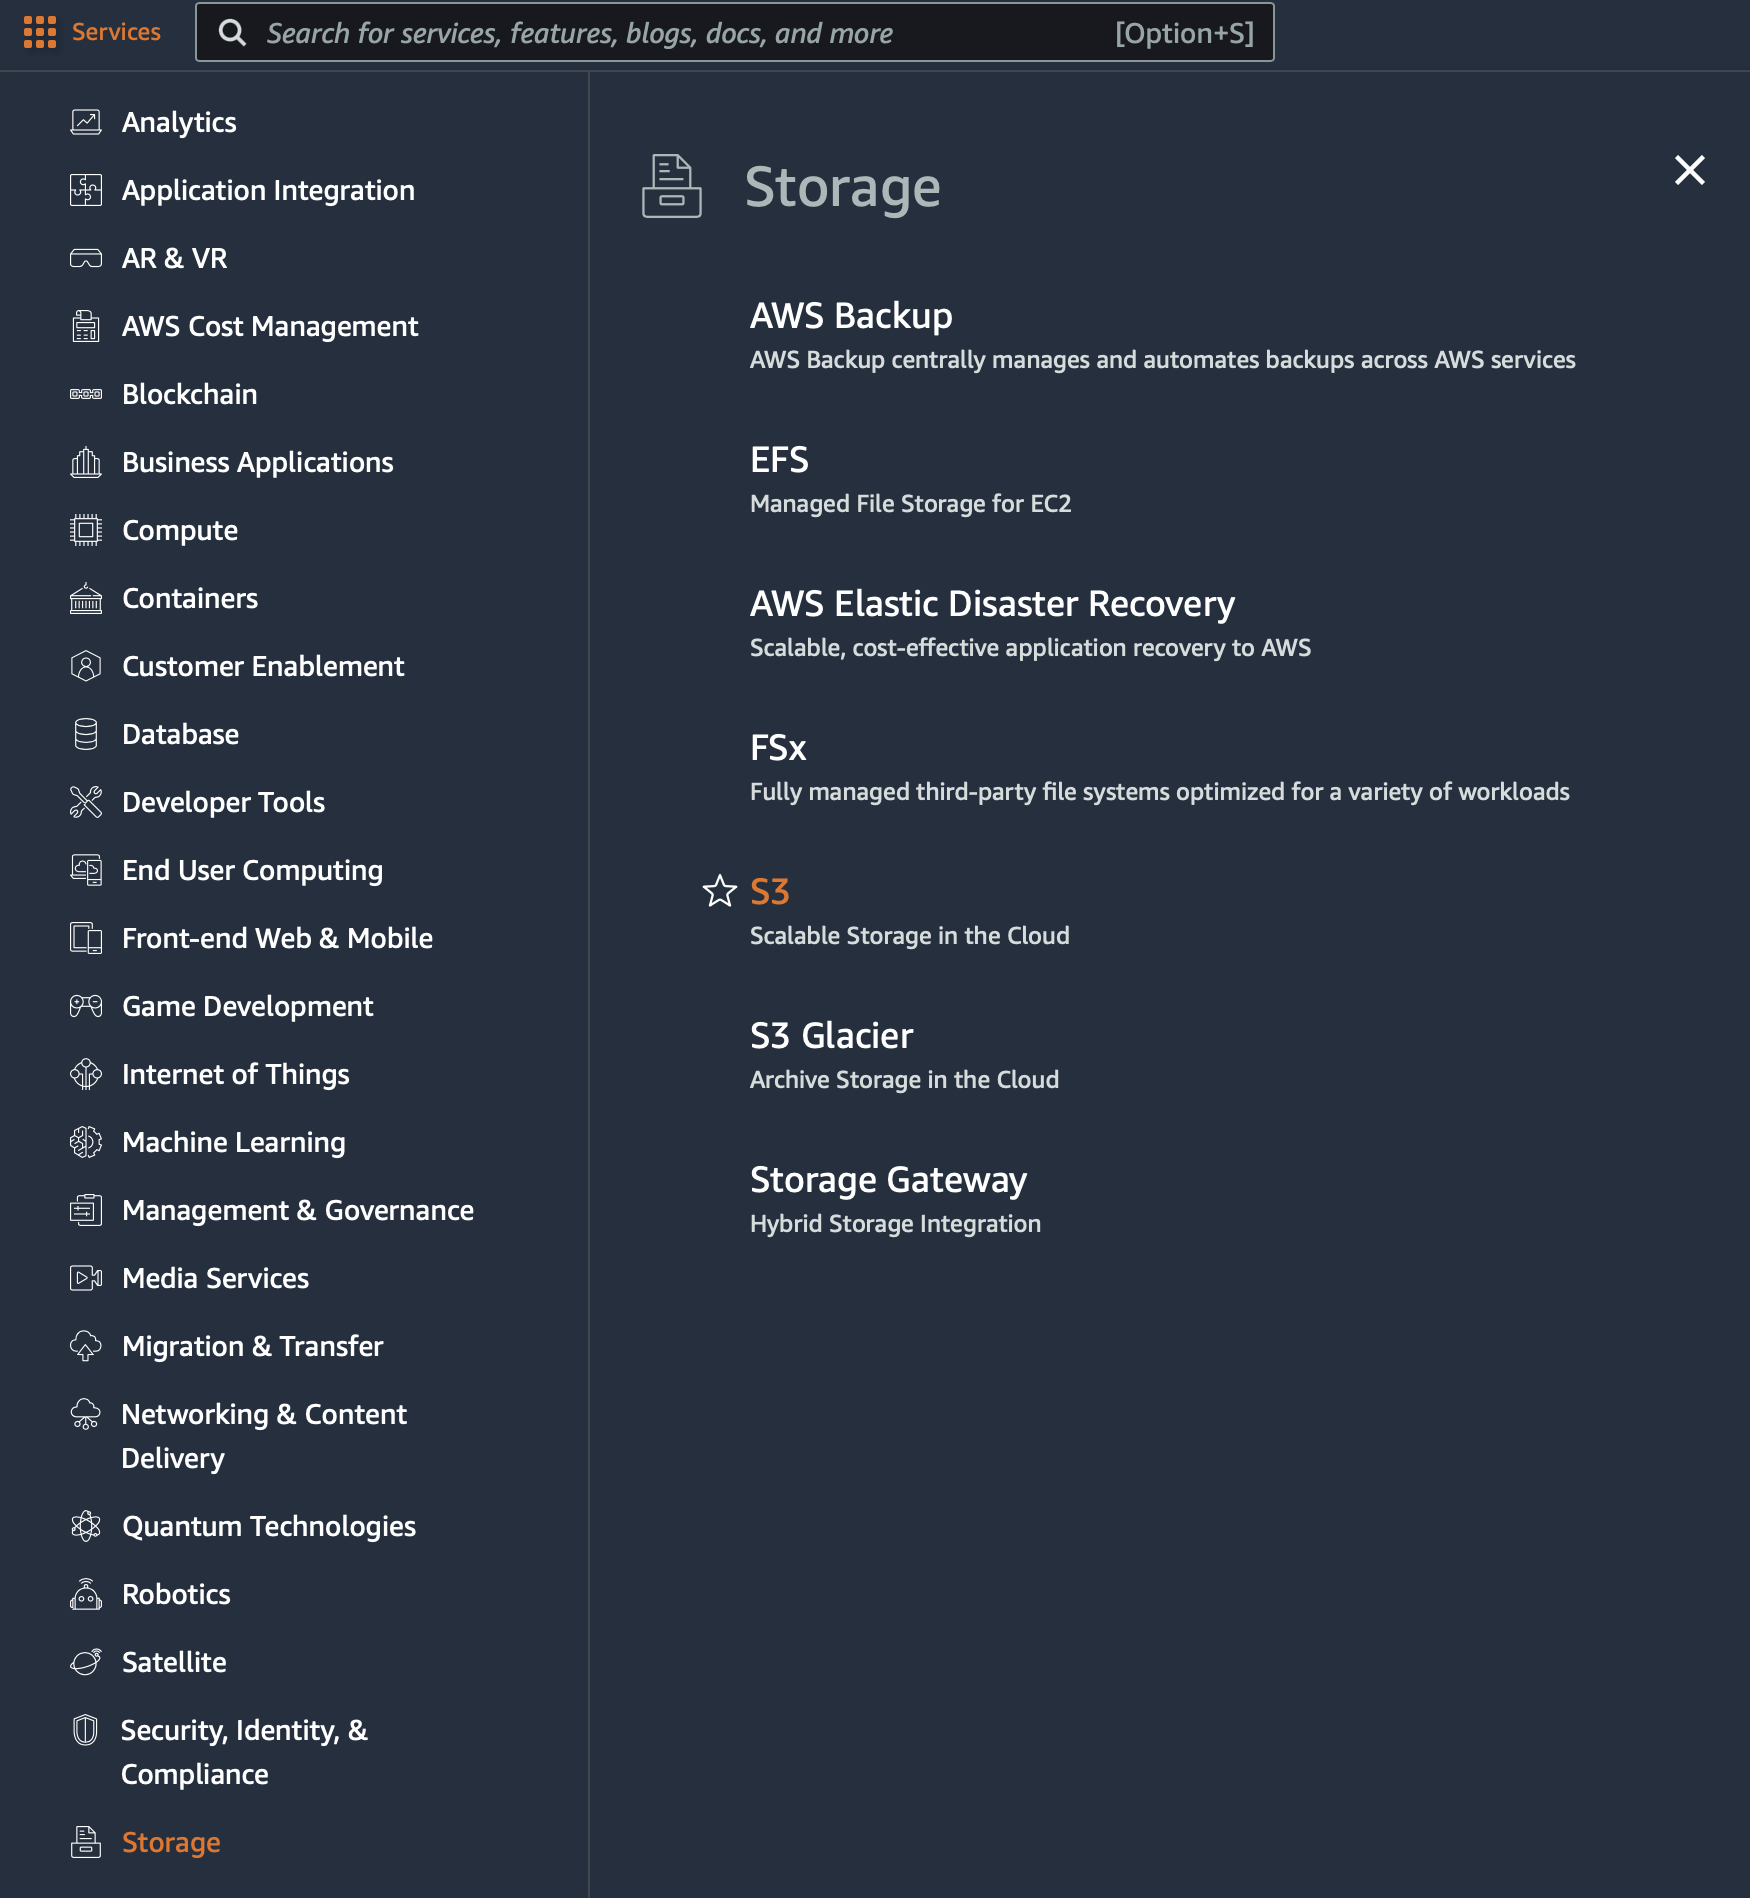 Services
Search for services, features, blogs, docs, and more
[Option+S]
Analytics
Application Integration
AR & VR
AWS Cost Management
Blockchain
Business Applications
Compute
Containers
Customer Enablement
Database
Developer Tools
End User Computing
Front-end Web & Mobile
Game Development
Internet of Things
Machine Learning
Management & Governance
Media Services
Migration & Transfer
Networking & Content
Delivery
Quantum Technologies
Robotics
Satellite
Security, Identity, &
Compliance
Storage
Storage
AWS Backup
AWS Backup centrally manages and automates backups across AWS services
EFS
Managed File Storage for EC2
AWS Elastic Disaster Recovery
Scalable, cost-effective application recovery to AWS
FSx
Fully managed third-party file systems optimized for a variety of workloads
S3
Scalable Storage in the Cloud
S3 Glacier
Archive Storage in the Cloud
Storage Gateway
Hybrid Storage Integration